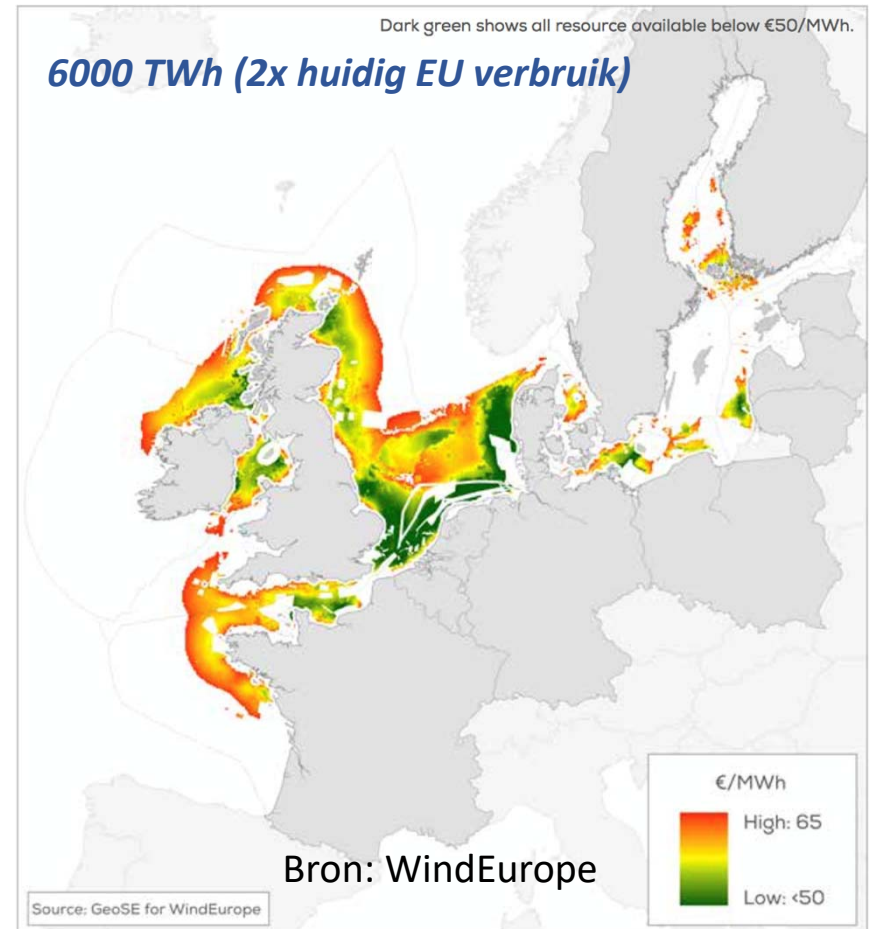 Dark green shows all resource available below €50/MWh.
6000 TWh (2x huidig EU verbruik)
€/MWh
High: 65
Low: <50
Bron: WindEurope
Source: GeoSE for WindEurope